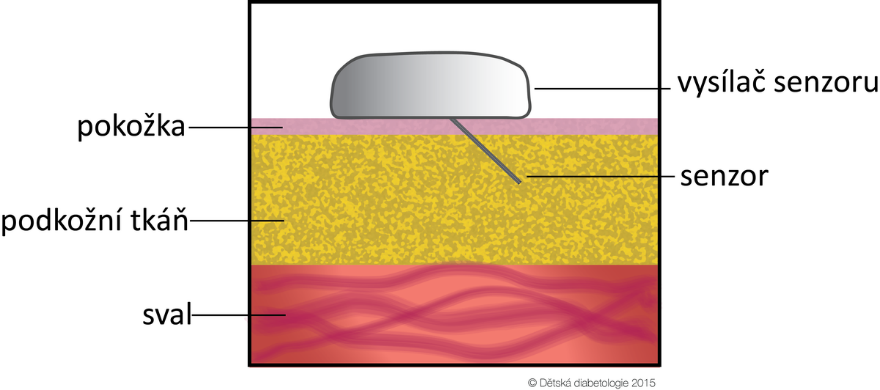 vysílač senzoru
pokožka
senzor
podkožní tkáň
sval
© Dětská diabetologie 2015